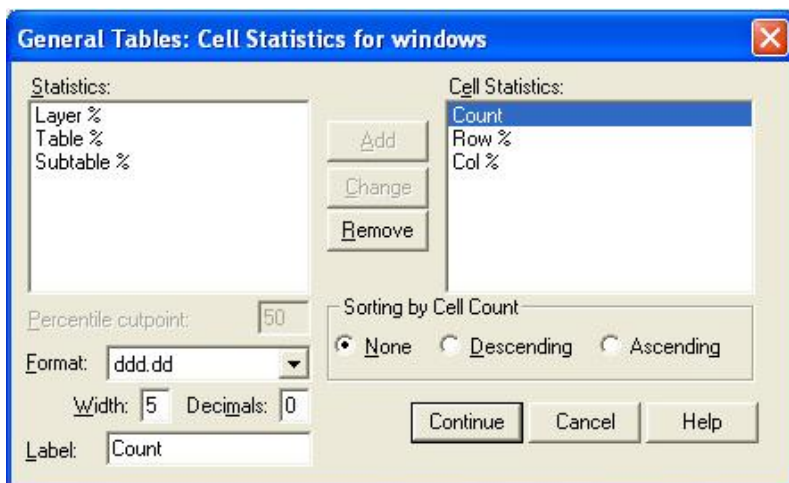 General Tables: Cell Statistics for windows
Statistics:
Layer %
Table %
Subtable %
Add
Change
Remove
Cell Statistics:
Count
Row %
Col %
Percentile cutpoint: 50
Format: ddd.dd
Width: 5 Decimals: 0
Label: Count
Sorting by Cell Count
None Descending Ascending
Continue Cancel Help